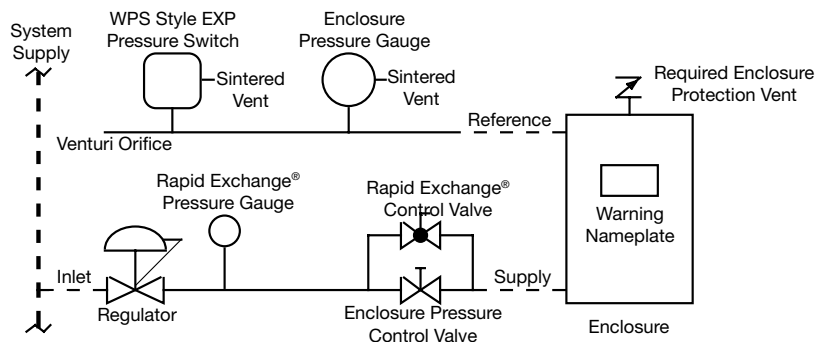 System
Supply
WPS Style EXP
Pressure Switch
Sintered
Vent
Enclosure
Pressure Gauge
Sintered
Vent
Required Enclosure
Protection Vent
Reference
Venturi Orifice
Rapid Exchange®
Pressure Gauge
Rapid Exchange®
Control Valve
Warning
Nameplate
Inlet
Supply
Regulator
Enclosure Pressure
Control Valve
Enclosure